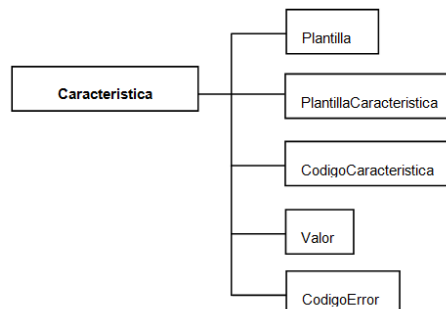 Plantilla
Caracteristica
PlantillaCaracteristica
CodigoCaracteristica
Valor
CodigoError